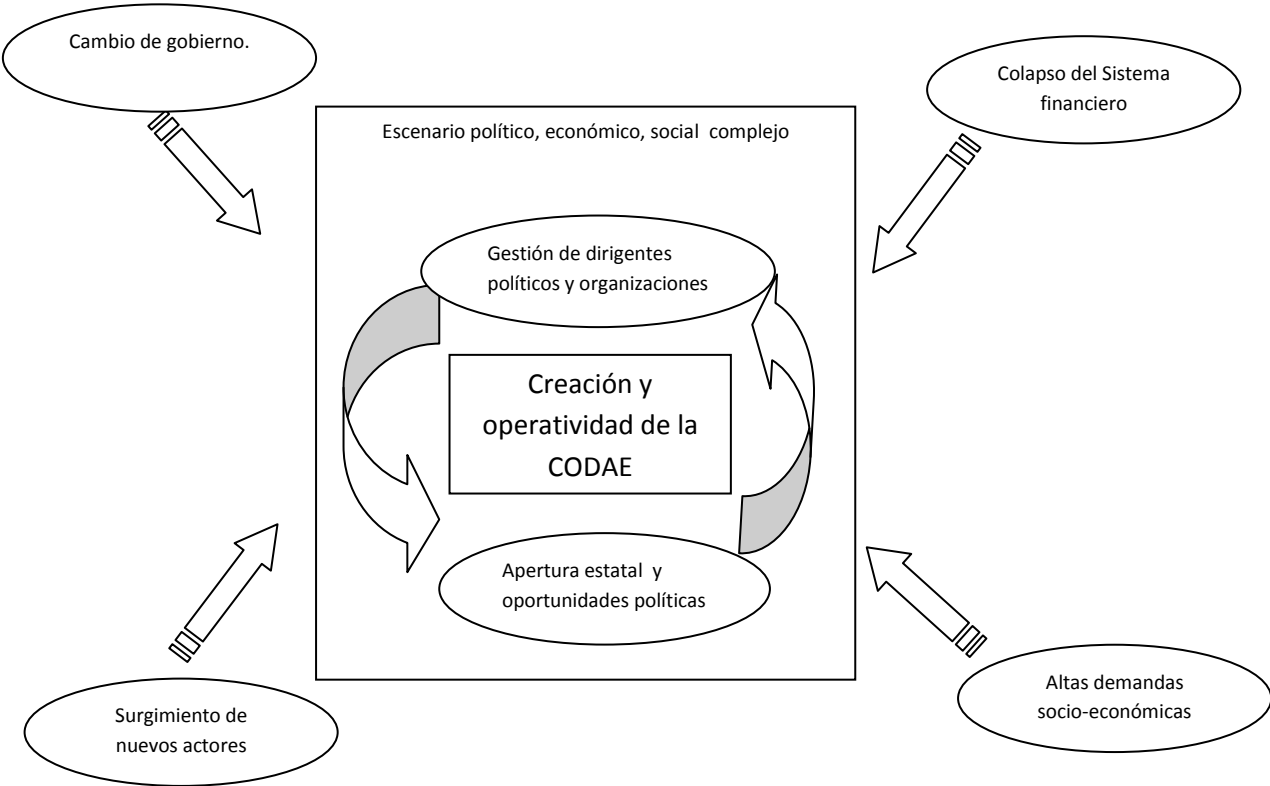 Cambio de gobierno.
Colapso del Sistema
financiero
Escenario político, económico, social complejo
Gestión de dirigentes
políticos y organizaciones
Creación y
operatividad de la
CODAE
Apertura estatal y
oportunidades políticas
Surgimiento de
nuevos actores
Altas demandas
socio-económicas